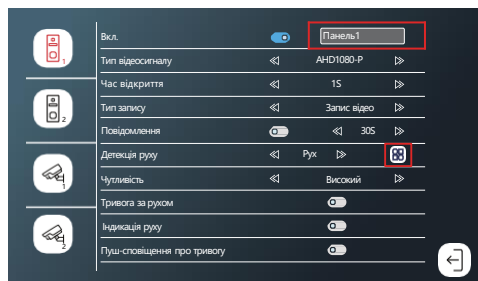 Вкл. Панель1
Тип відеосигналу AHD1080-P
Час відкриття 1S
Тип запису Запис відео
Повідомлення 30S
Детекція руху Рух
Чутливість Високий
Тривога за рухом
Індикація руху
Пуш-сповіщення про тривогу
1
2
1
2